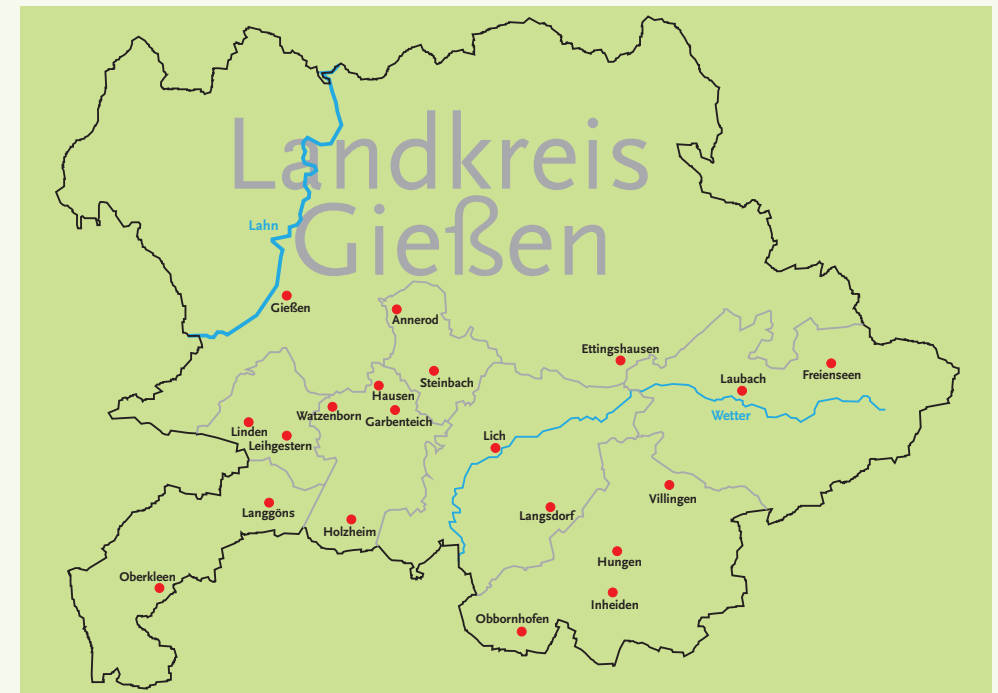 Landkreis
Gießen
Lahn
Gießen
Annerod
Ettingshausen
Freienseen
Laubach
Steinbach
Hausen
Wetter
Watzenborn
Garbenteich
Linden
Leihgestern
Lich
Villingen
Langgöns
Langsdorf
Holzheim
Hungen
Oberkleen
Inheiden
Obbornhofen